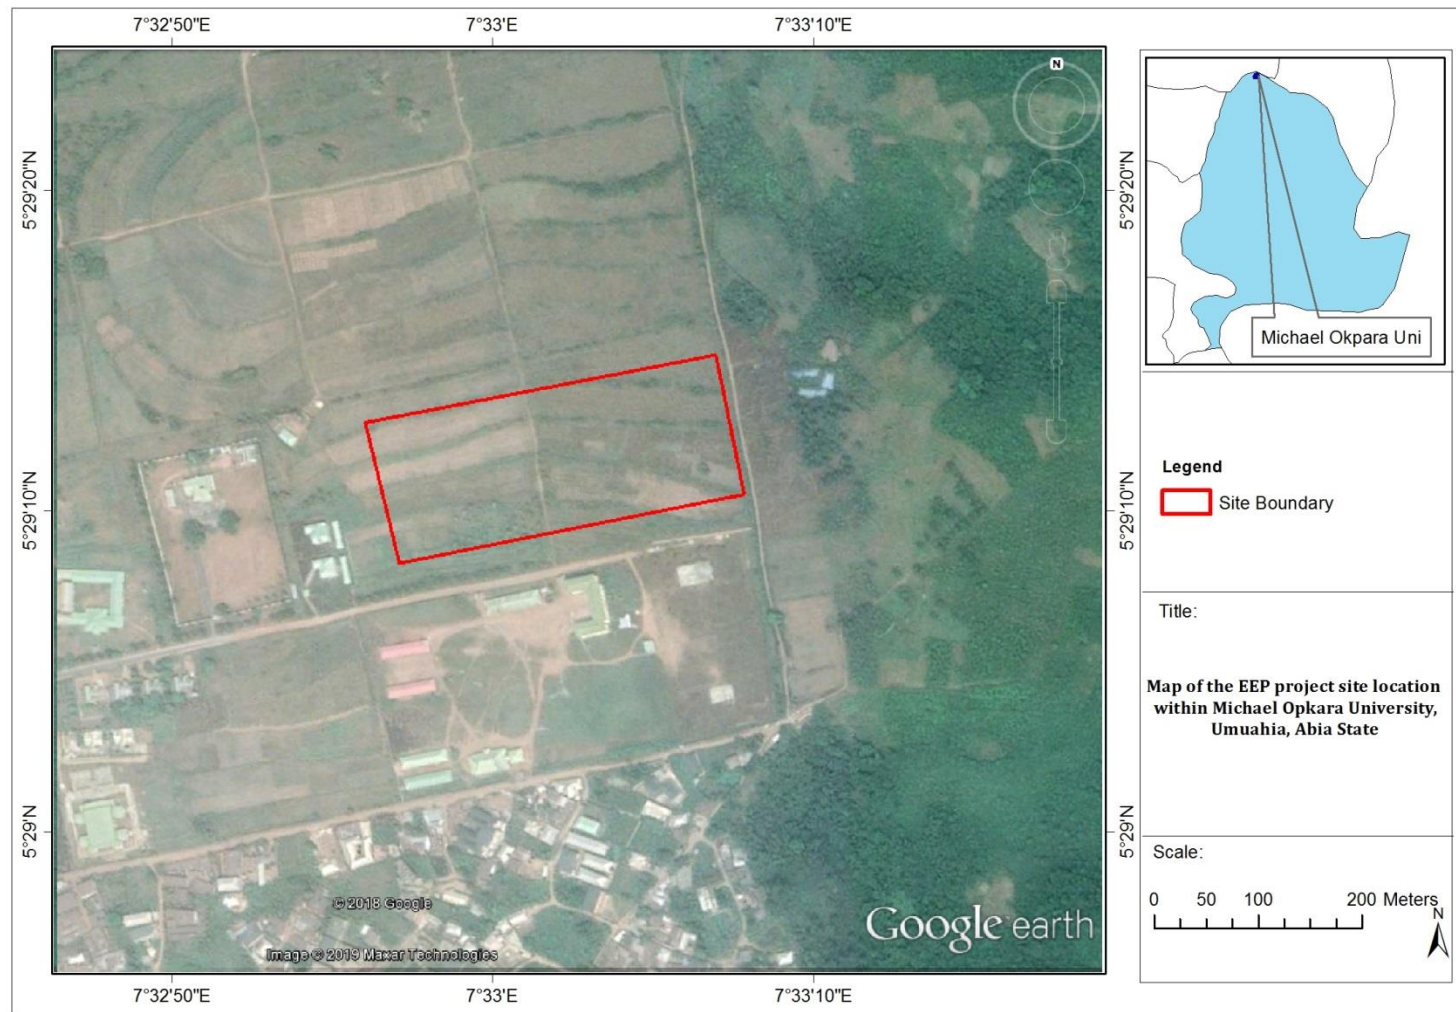 7°32'50"E 7°33'E 7°33'10"E
N
5°29'20"N 5°29'20"N
5°29'10"N 5°29'10"N
5°29'N 5°29'N
© 2018 Google
Image © 2019 Maxar Technologies
Google earth
7°32'50"E 7°33'E 7°33'10"E
Michael Okpara Uni
Legend
Site Boundary
Title:
Map of the EEP project site location
within Michael Opkara University,
Umuahia, Abia State
Scale:
0 50 100 200 Meters
N